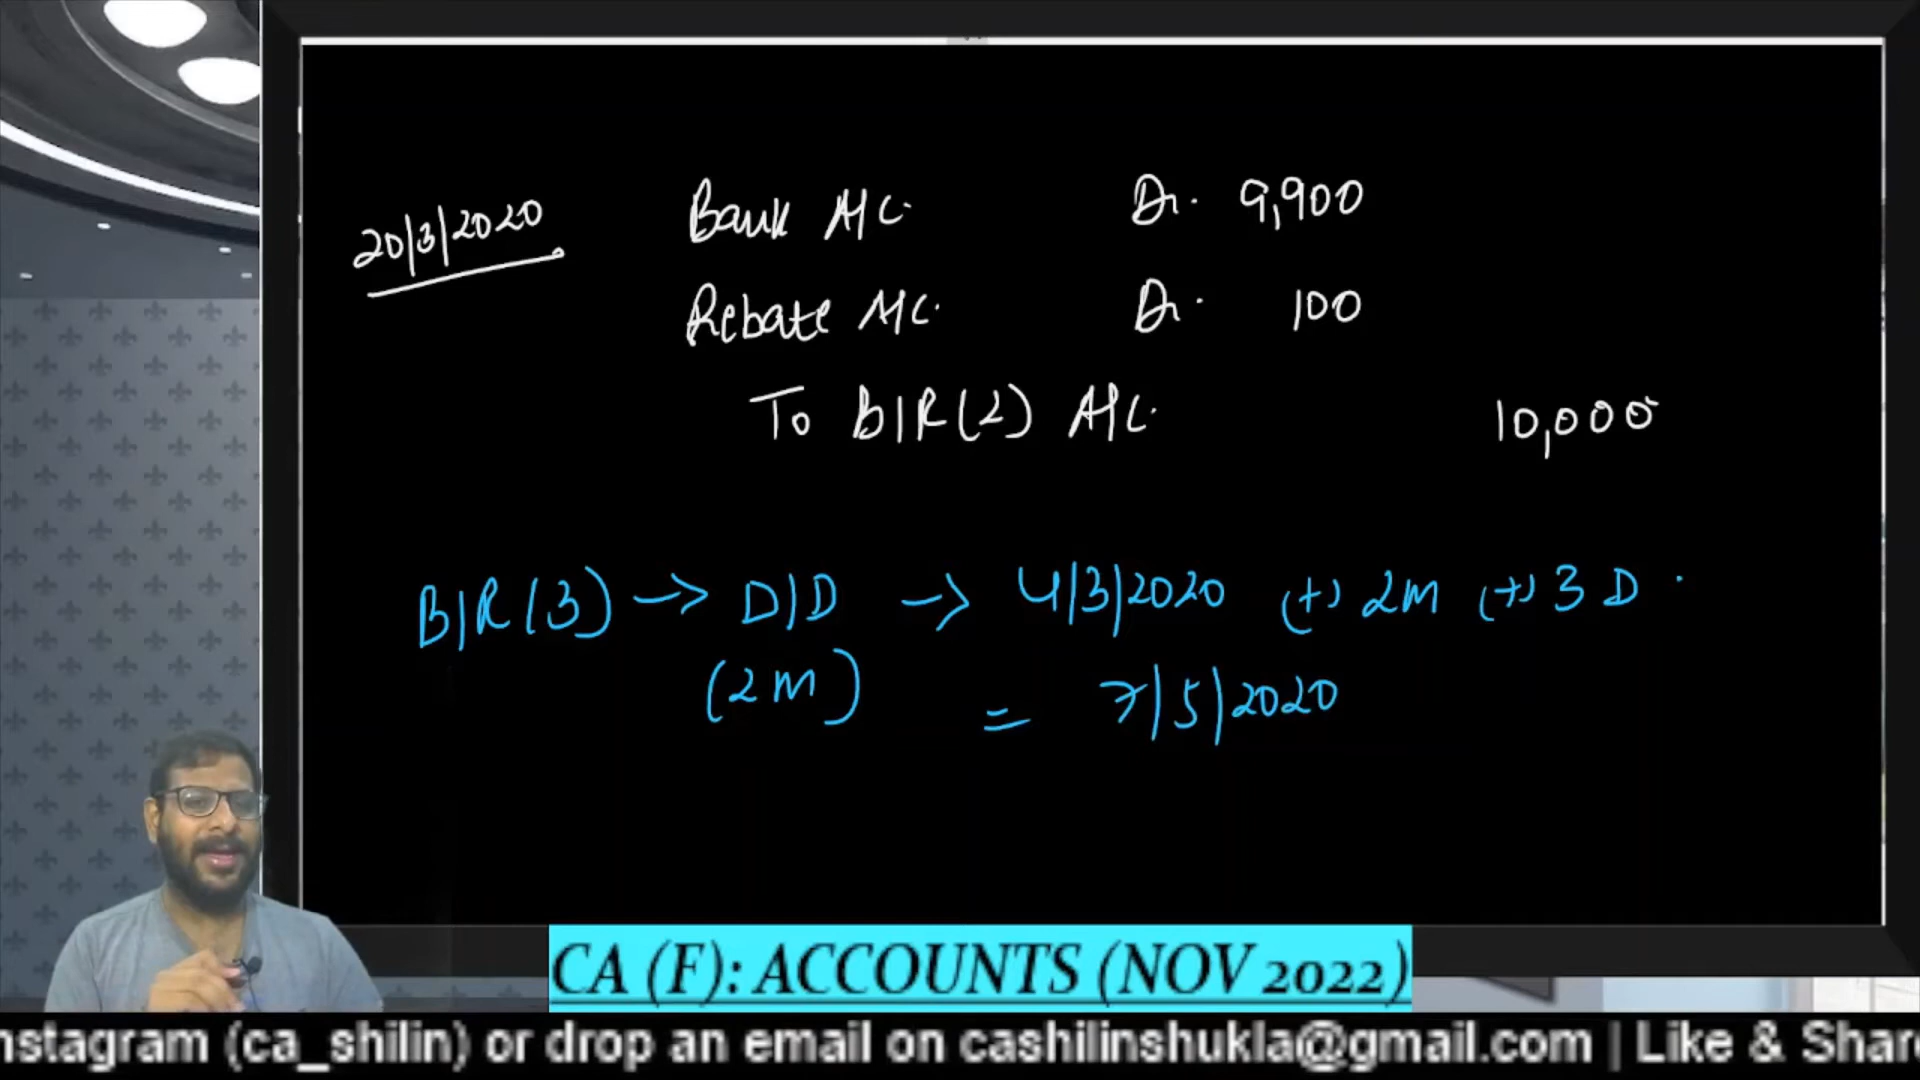 20/3/2020 Bank A/C. Dr. 9,900
Rebate A/C. Dr. 100
To B/R(2) A/C. 10,000
B/R(3) -> D/D -> 4/3/2020 (+) 2M (+) 3 D.
(2M) = 7/5/2020
CA (F): ACCOUNTS (NOV 2022)
nstagram (ca_shilin) or drop an email on cashilinshukla@gmail.com | Like & Shar